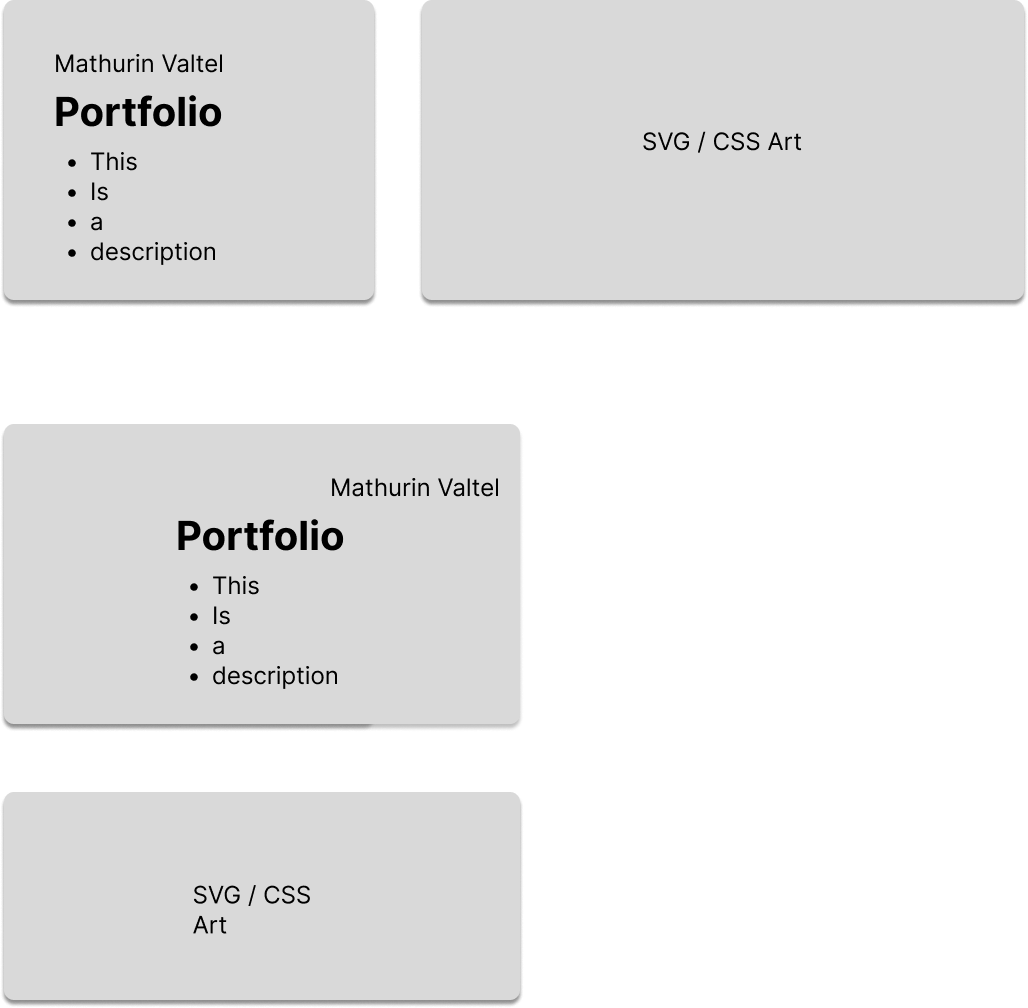 Mathurin Valtel
Portfolio
• This
• Is
• a
• description
SVG / CSS Art
Mathurin Valtel
Portfolio
• This
• Is
• a
• description
SVG / CSS
Art